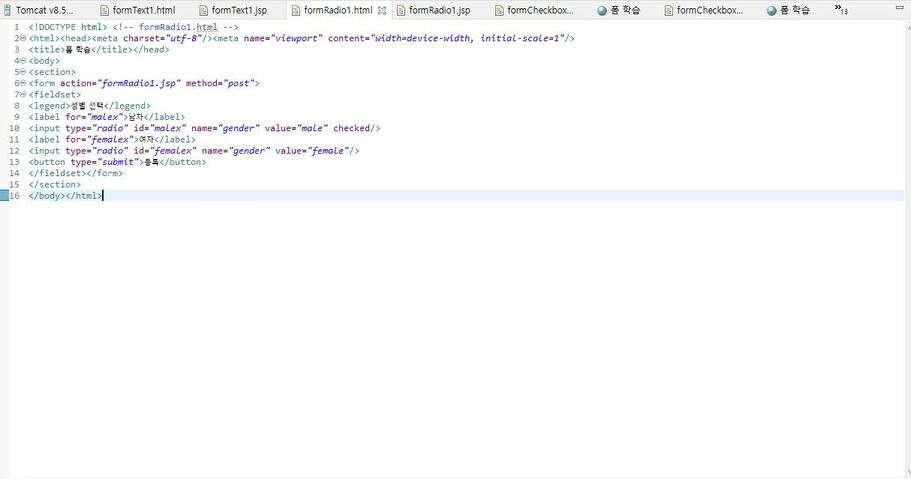 Tomcat v8.5... formText1.html formText1.jsp formRadio1.html formRadio1.jsp formCheckbox... 폼 학습 formCheckbox... 폼 학습 »13
1 <!DOCTYPE html> <!-- formRadio1.html -->
2 <html><head><meta charset="utf-8"/><meta name="viewport" content="width=device-width, initial-scale=1"/>
3 <title>폼 학습</title></head>
4 <body>
5 <section>
6 <form action="formRadio1.jsp" method="post">
7 <fieldset>
8 <legend>성별 선택</legend>
9 <label for="malex">남자</label>
10 <input type="radio" id="malex" name="gender" value="male" checked/>
11 <label for="femalex">여자</label>
12 <input type="radio" id="femalex" name="gender" value="female"/>
13 <button type="submit">등록</button>
14 </fieldset></form>
15 </section>
16 </body></html>